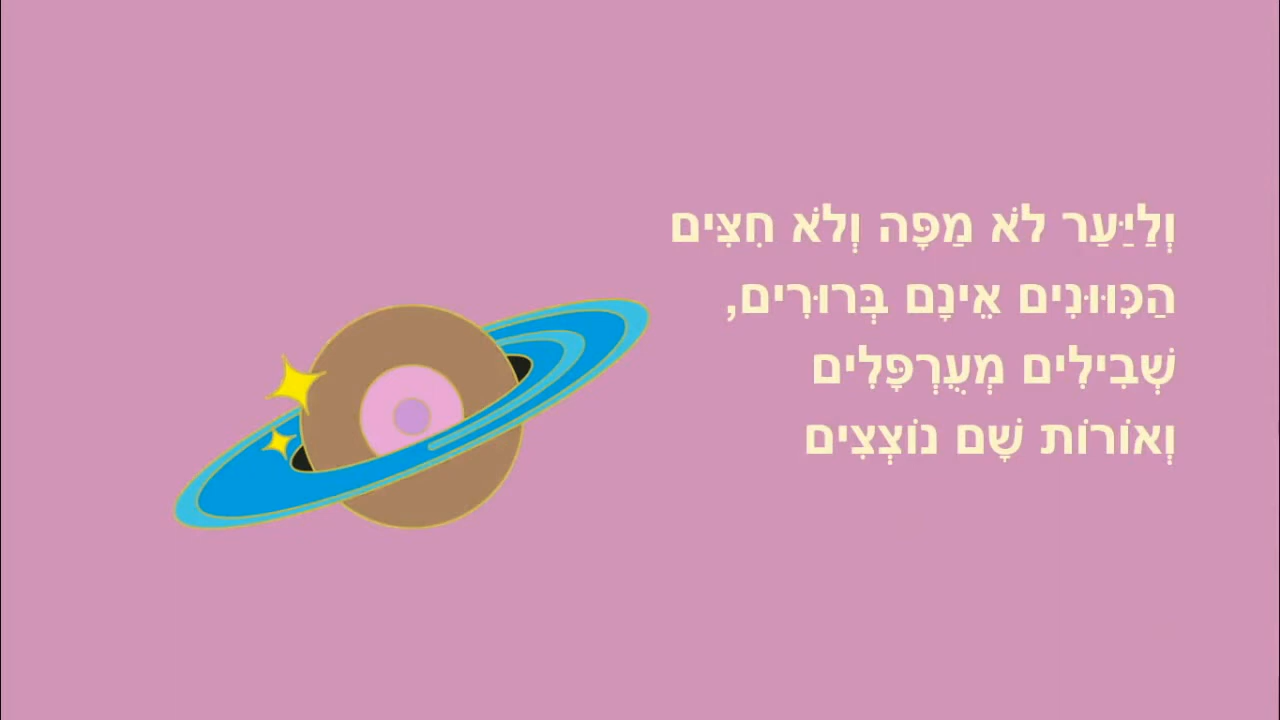 וְלַיַּעַר לֹא מַפָּה וְלֹא חִצִּים
הַכִּוּוּנִים אֵינָם בְּרוּרִים,
שְׁבִילִים מְעֻרְפָּלִים
וְאוֹרוֹת שָׁם נוֹצְצִים